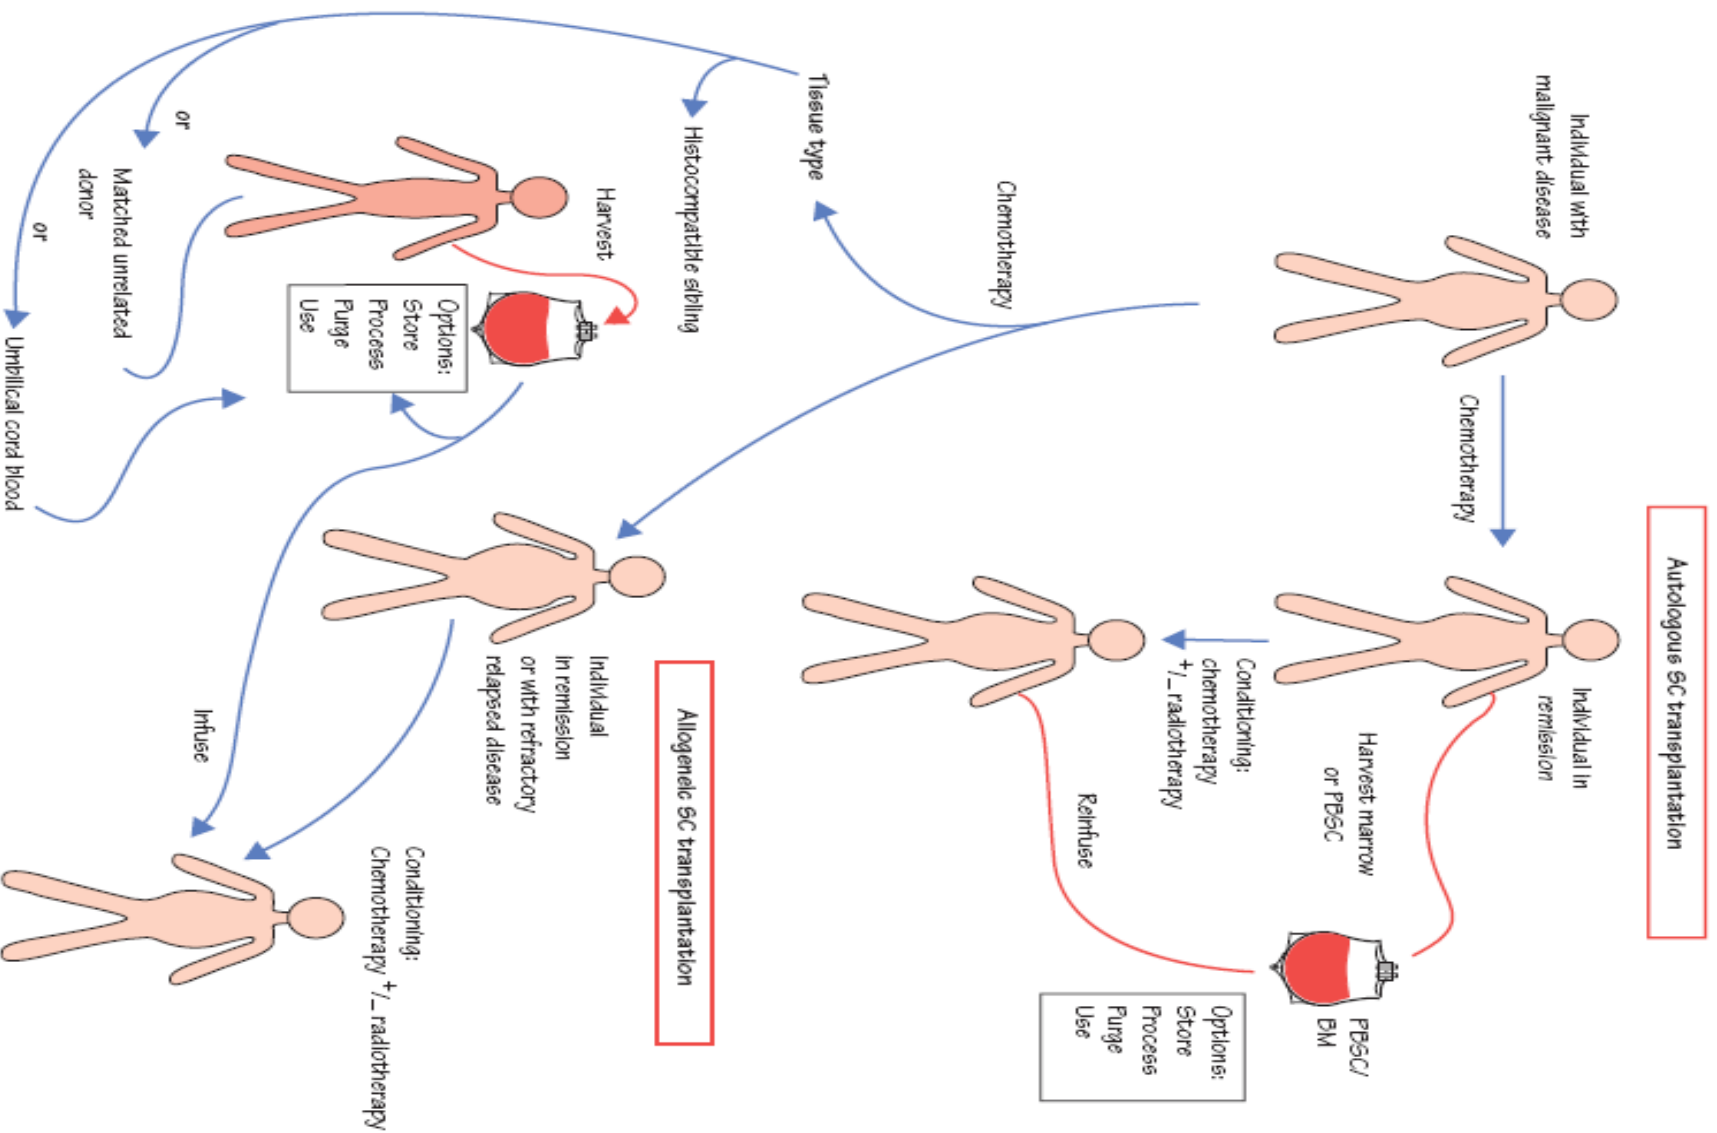 Autologous SC transplantation
Individual wth
malignant disease
Chemotherapy
Individual in
remission
Harvest marrow
or PBSC
PBSC/
BM
Conditioning:
chemotherapy
+/_ radiotherapy
Reinfuse
Options:
Store
Process
Purge
Use
Chemotherapy
Allogeneic SC transplantation
Tissue type
Histocompatible sibling
Harvest
Options:
Store
Process
Purge
Use
or
Matched unrelated
donor
or
Umbilical cord blood
Individual
in remission
or with refractory
relapsed disease
Infuse
Conditioning:
Chemotherapy +/_ radiotherapy